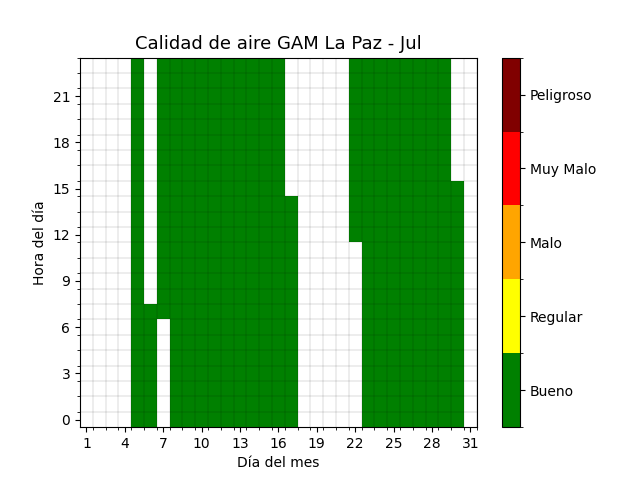 Calidad de aire GAM La Paz - Jul
Hora del día
21
18
15
12
9
6
3
0
1 4 7 10 13 16 19 22 25 28 31
Día del mes
Peligroso
Muy Malo
Malo
Regular
Bueno